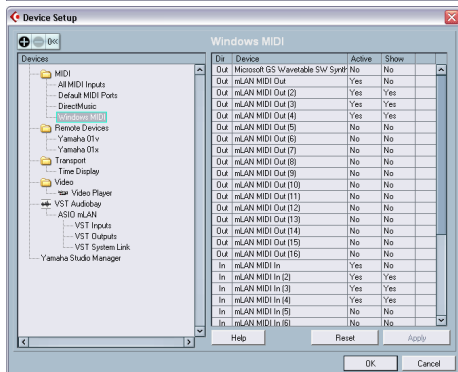 Device Setup
Windows MIDI
Devices
MIDI
All MIDI Inputs
Default MIDI Ports
DirectMusic
Windows MIDI
Remote Devices
Yamaha 01v
Yamaha 01x
Transport
Time Display
Video
Video Player
VST Audiobay
ASIO mLAN
VST Inputs
VST Outputs
VST System Link
Yamaha Studio Manager
Dir Device Active Show
Out Microsoft GS Wavetable SW Synth No No
Out mLAN MIDI Out Yes No
Out mLAN MIDI Out (2) Yes Yes
Out mLAN MIDI Out (3) Yes Yes
Out mLAN MIDI Out (4) Yes Yes
Out mLAN MIDI Out (5) No No
Out mLAN MIDI Out (6) No No
Out mLAN MIDI Out (7) No No
Out mLAN MIDI Out (8) No No
Out mLAN MIDI Out (9) No No
Out mLAN MIDI Out (10) No No
Out mLAN MIDI Out (11) No No
Out mLAN MIDI Out (12) No No
Out mLAN MIDI Out (13) No No
Out mLAN MIDI Out (14) No No
Out mLAN MIDI Out (15) No No
Out mLAN MIDI Out (16) No No
In mLAN MIDI In Yes No
In mLAN MIDI In (2) Yes Yes
In mLAN MIDI In (3) Yes Yes
In mLAN MIDI In (4) Yes Yes
In mLAN MIDI In (5) No No
In mLAN MIDI In (6) No No
Help Reset Apply
OK Cancel